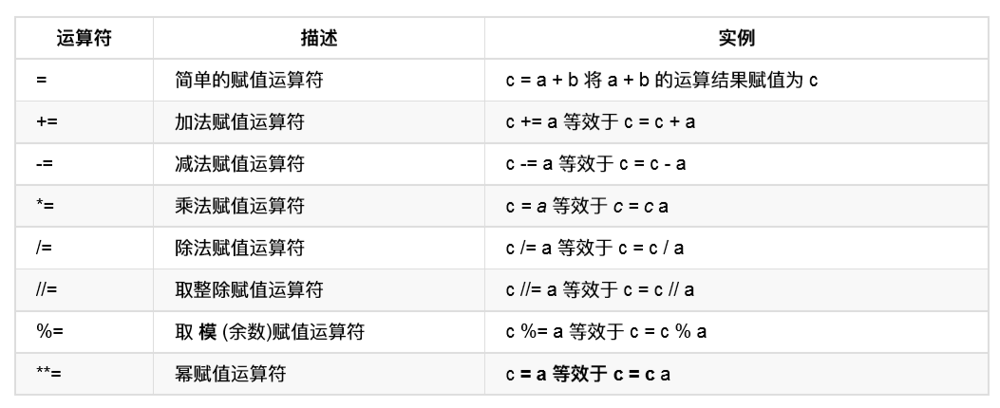 运算符 描述 实例
= 简单的赋值运算符 c = a + b 将 a + b 的运算结果赋值为 c
+= 加法赋值运算符 c += a 等效于 c = c + a
-= 减法赋值运算符 c -= a 等效于 c = c - a
*= 乘法赋值运算符 c = a 等效于 c = c a
/= 除法赋值运算符 c /= a 等效于 c = c / a
//= 取整除赋值运算符 c //= a 等效于 c = c // a
%= 取 模 (余数)赋值运算符 c %= a 等效于 c = c % a
**= 幂赋值运算符 c = a 等效于 c = c a